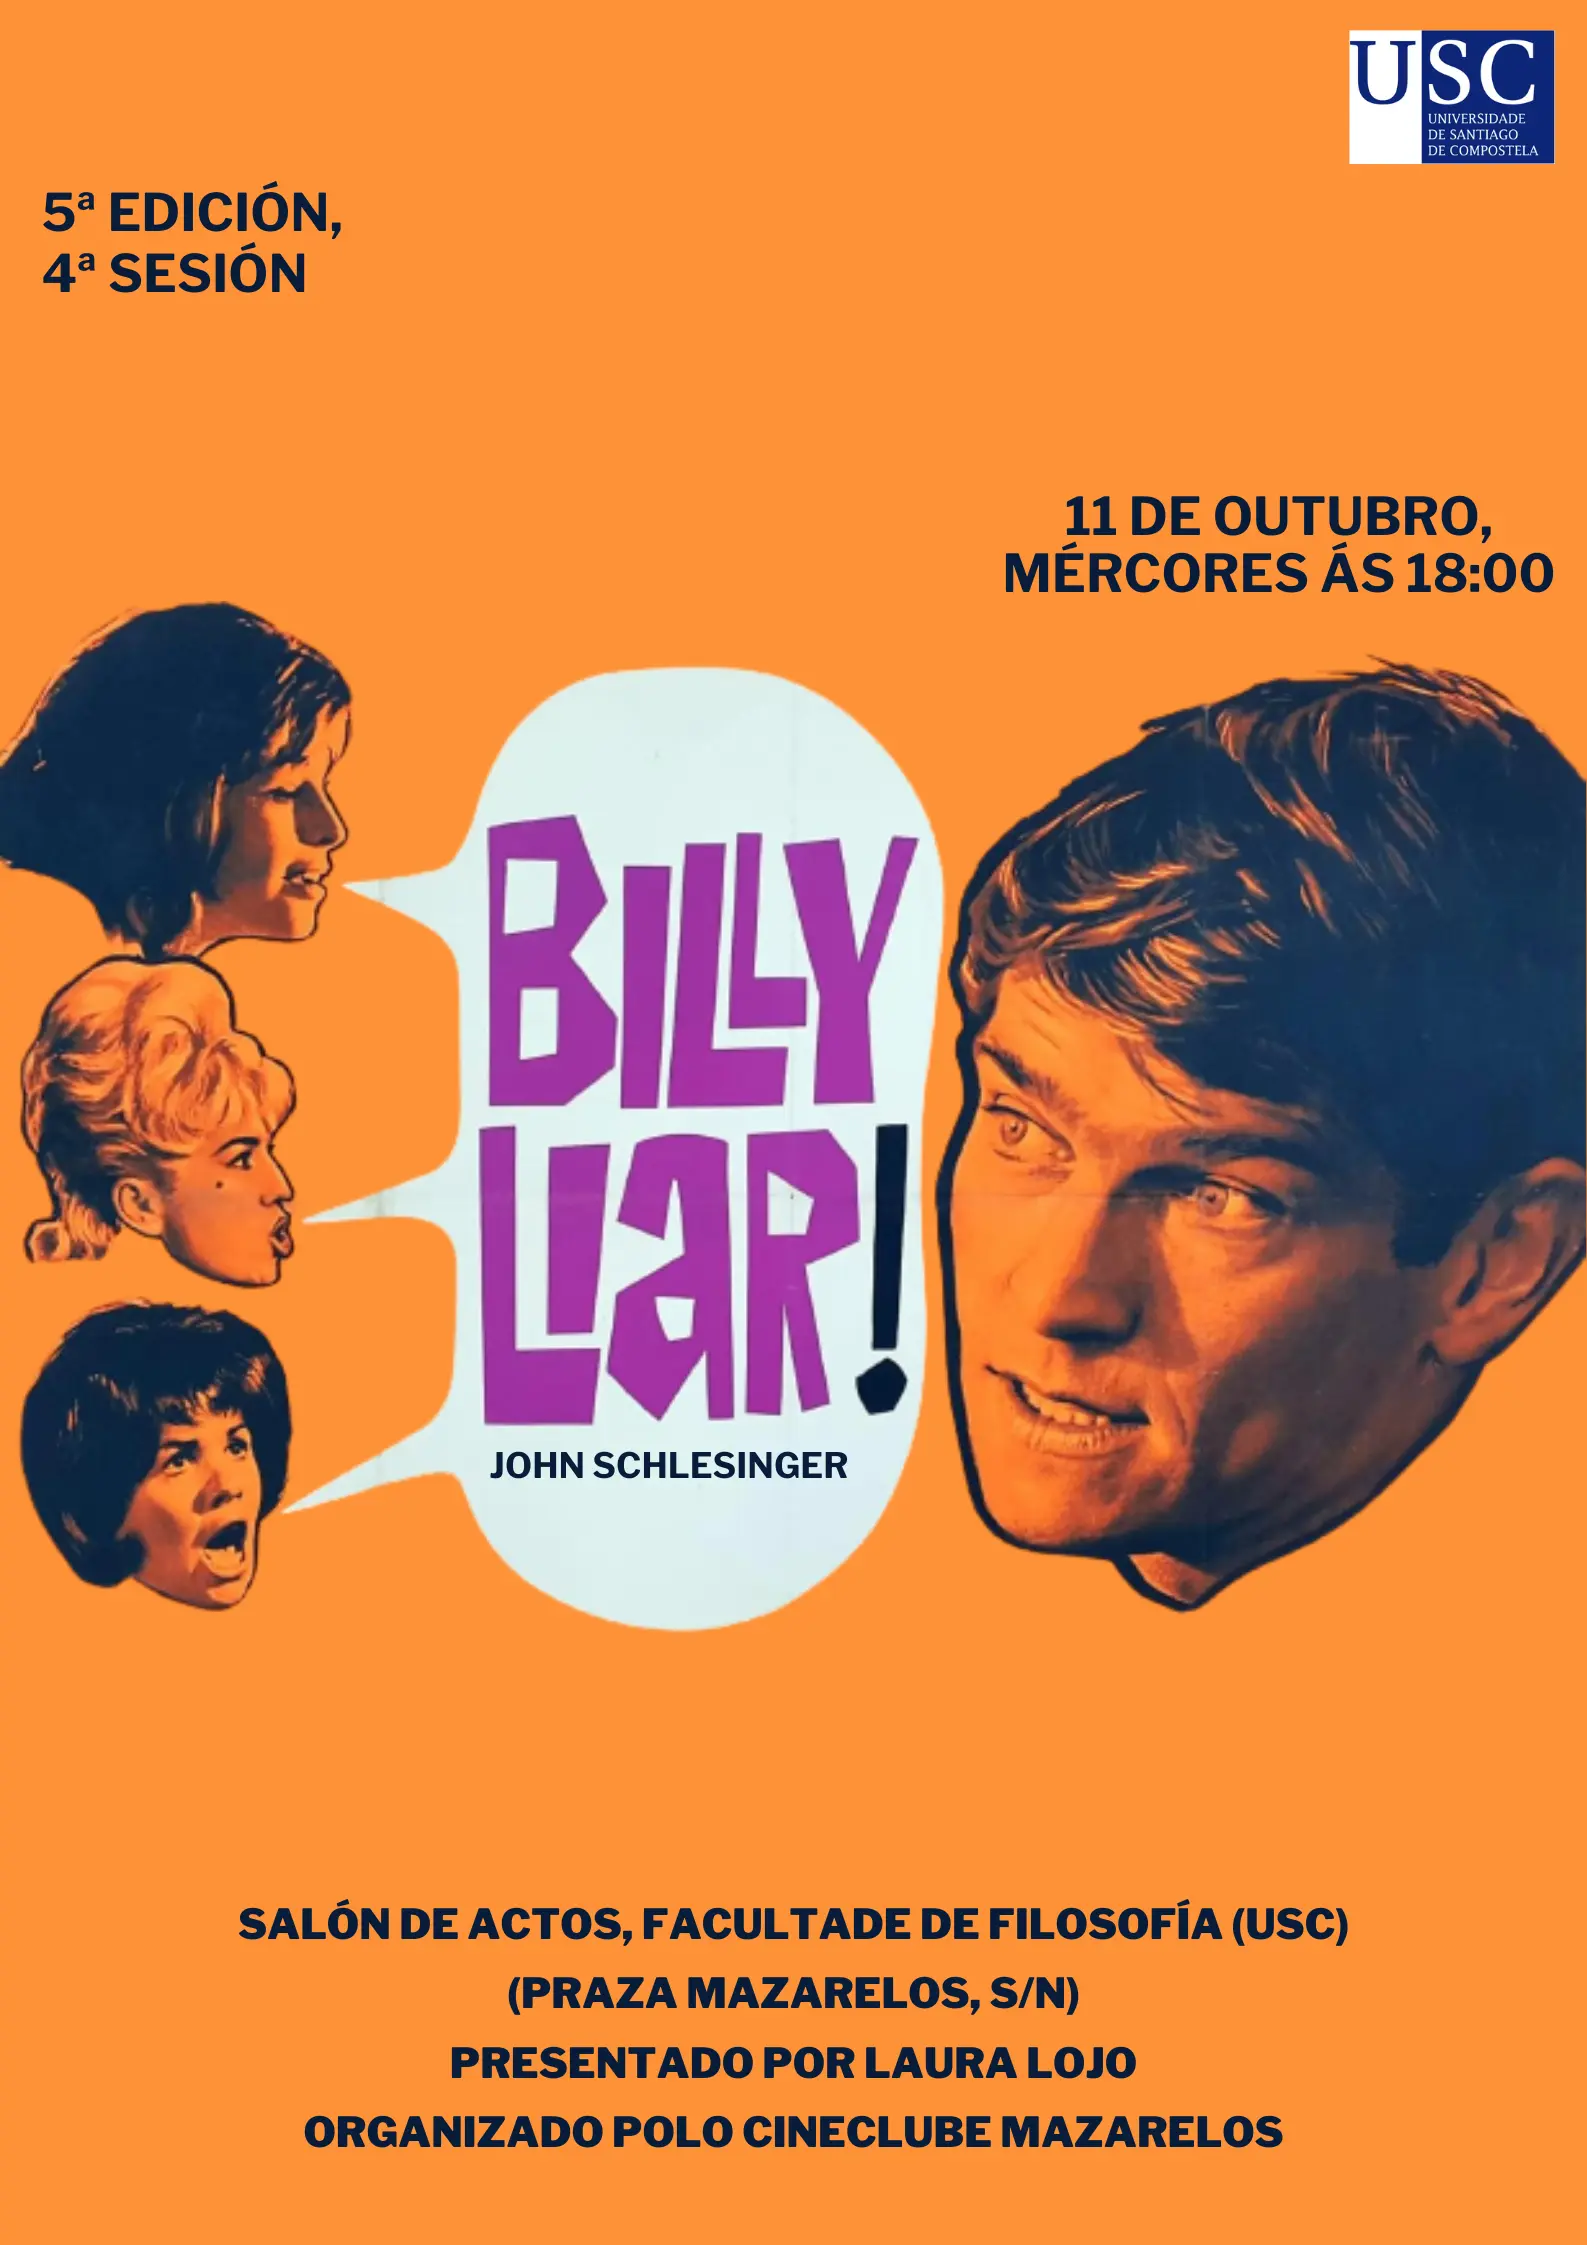 USC
UNIVERSIDADE
DE SANTIAGO
DE COMPOSTELA
5ª EDICIÓN,
4ª SESIÓN
11 DE OUTUBRO,
MÉRCORES ÁS 18:00
BILLY
LIAR!
JOHN SCHLESINGER
SALÓN DE ACTOS, FACULTADE DE FILOSOFÍA (USC)
(PRAZA MAZARELOS, S/N)
PRESENTADO POR LAURA LOJO
ORGANIZADO POLO CINECLUBE MAZARELOS